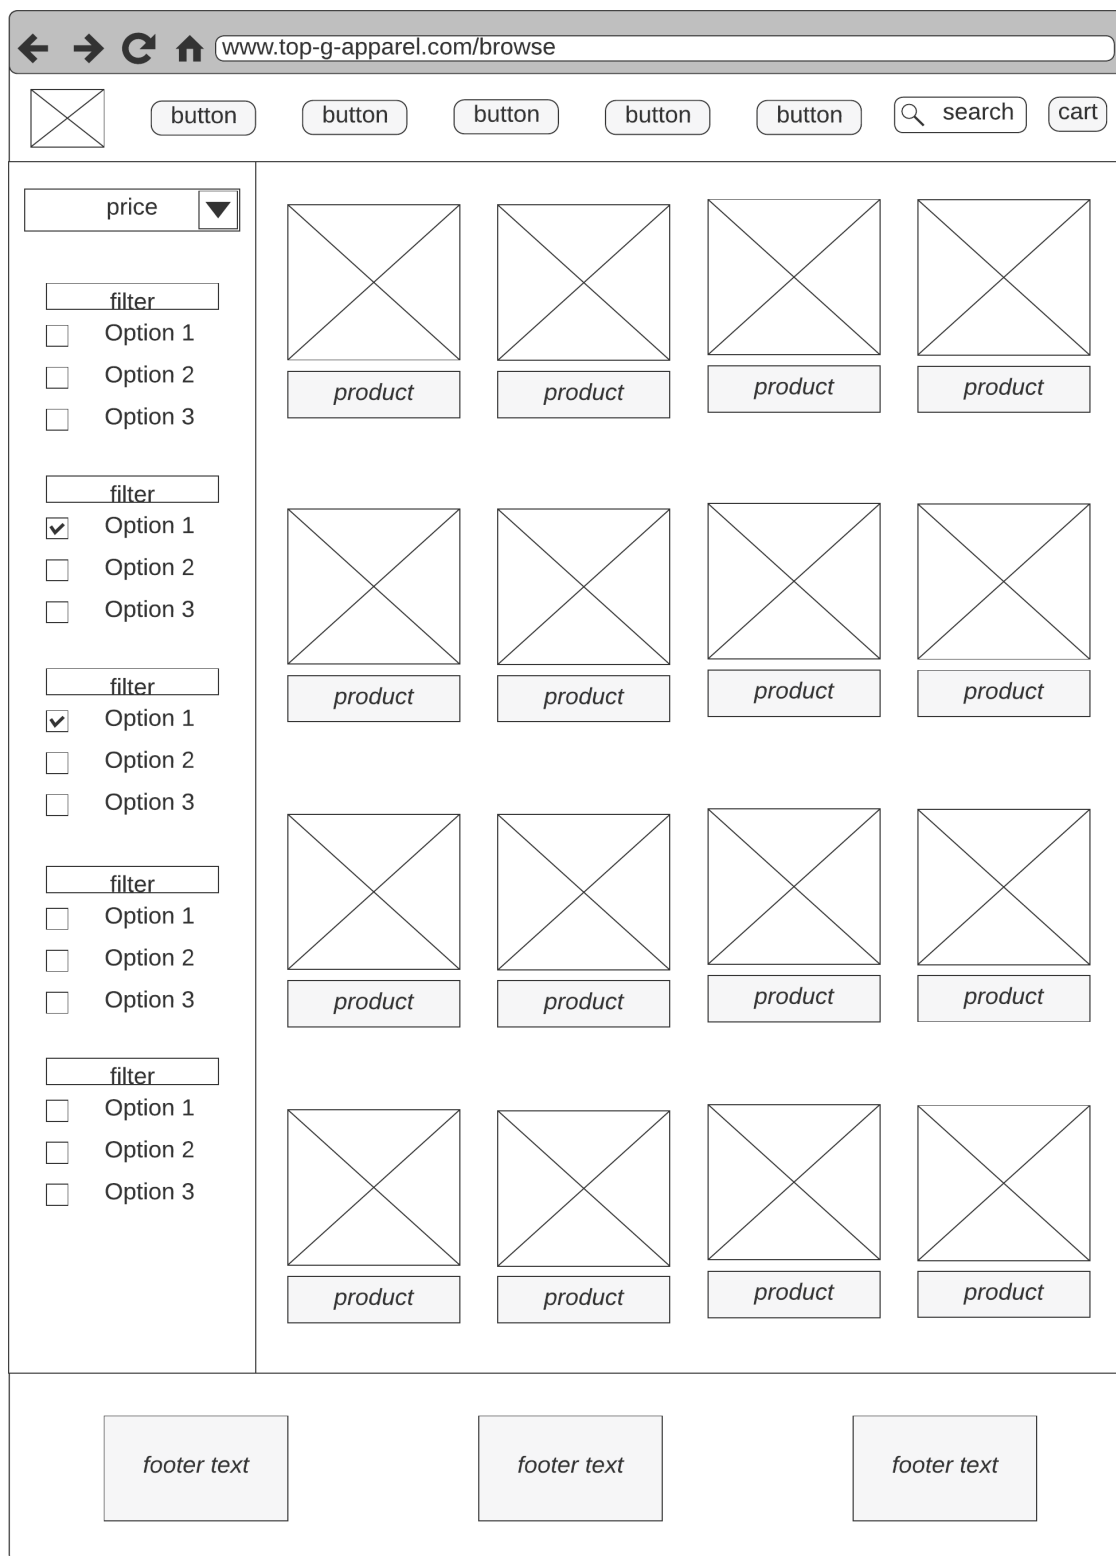 www.top-g-apparel.com/browse
button button button button button search cart
price
filter
Option 1
Option 2
Option 3
filter
Option 1
Option 2
Option 3
filter
Option 1
Option 2
Option 3
filter
Option 1
Option 2
Option 3
filter
Option 1
Option 2
Option 3
product product product product
product product product product
product product product product
product product product product
footer text footer text footer text